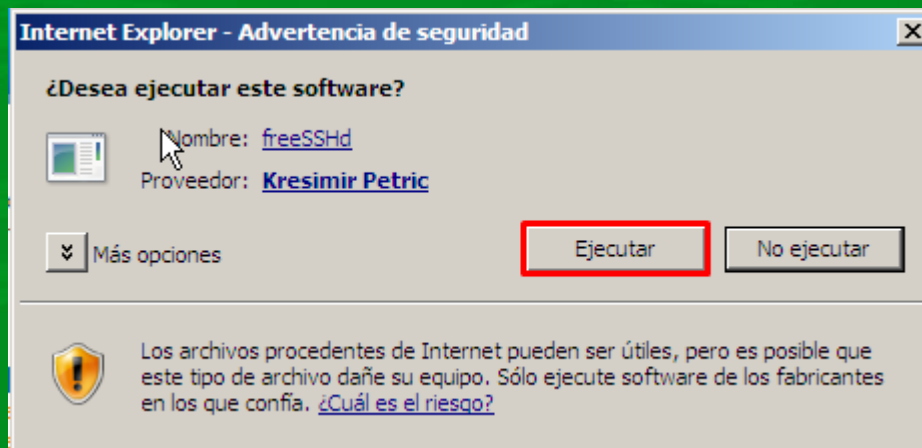 Internet Explorer - Advertencia de seguridad
¿Desea ejecutar este software?
Nombre: freeSSHd
Proveedor: Kresimir Petric
Más opciones
Ejecutar
No ejecutar
Los archivos procedentes de Internet pueden ser útiles, pero es posible que
este tipo de archivo dañe su equipo. Sólo ejecute software de los fabricantes
en los que confía. ¿Cuál es el riesgo?